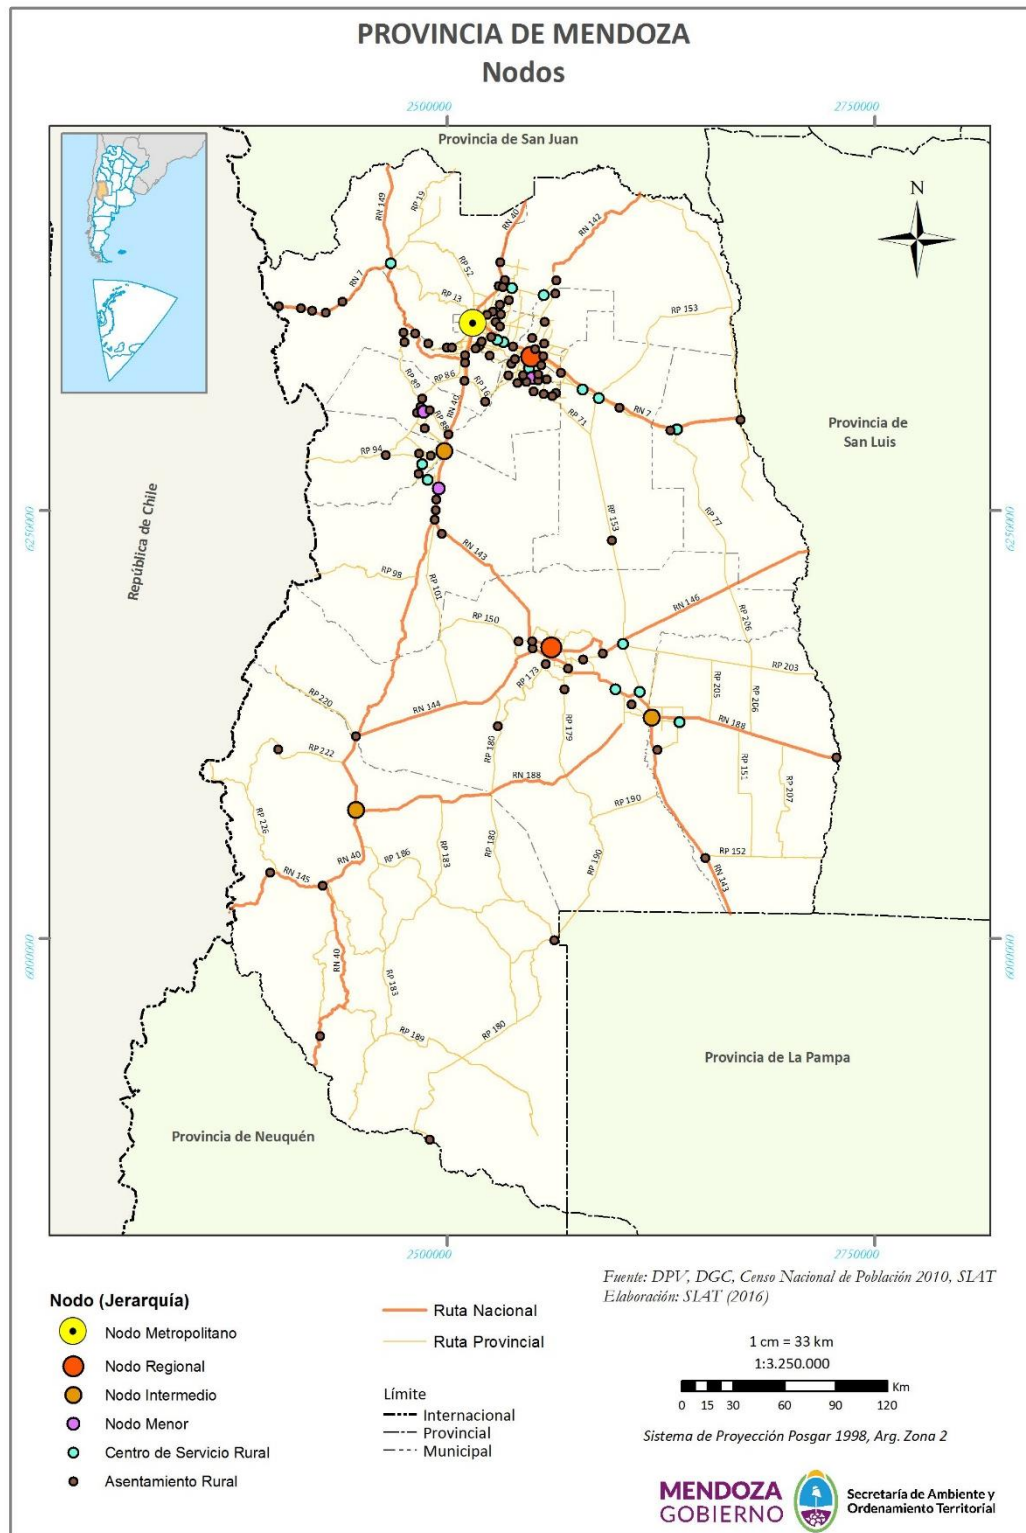 PROVINCIA DE MENDOZA
Nodos
2500000
2750000
Provincia de San Juan
N
RN 149
RP 19
RN 40
RN 142
RP 52
RN 7
RP 13
RP 153
RP 86
RP 89
RN 40
RP 16
RP 88
RP 71
RN 7
Provincia de
San Luis
RP 94
RP 77
República de Chile
6250000
6250000
RP 153
RN 143
RP 98
RP 101
RN 146
RP 150
RP 206
RP 203
RP 173
RP 205
RP 206
RP 220
RN 144
RP 180
RP 179
RN 188
RP 222
RN 188
RP 151
RP 207
RP 226
RP 190
RN 40
RP 186
RP 183
RP 180
RP 190
RP 152
RN 145
RN 143
6000000
6000000
RN 40
RP 183
RP 189
RP 180
Provincia de La Pampa
Provincia de Neuquén
2500000
2750000
Fuente: DPV, DGC, Censo Nacional de Población 2010, SLAT
Elaboración: SLAT (2016)
Nodo (Jerarquía)
Nodo Metropolitano
Nodo Regional
Nodo Intermedio
Nodo Menor
Centro de Servicio Rural
Asentamiento Rural
Ruta Nacional
Ruta Provincial
Límite
Internacional
Provincial
Municipal
1 cm = 33 km
1:3.250.000
Km
0 15 30 60 90 120
Sistema de Proyección Posgar 1998, Arg. Zona 2
MENDOZA
GOBIERNO
Secretaría de Ambiente y
Ordenamiento Territorial